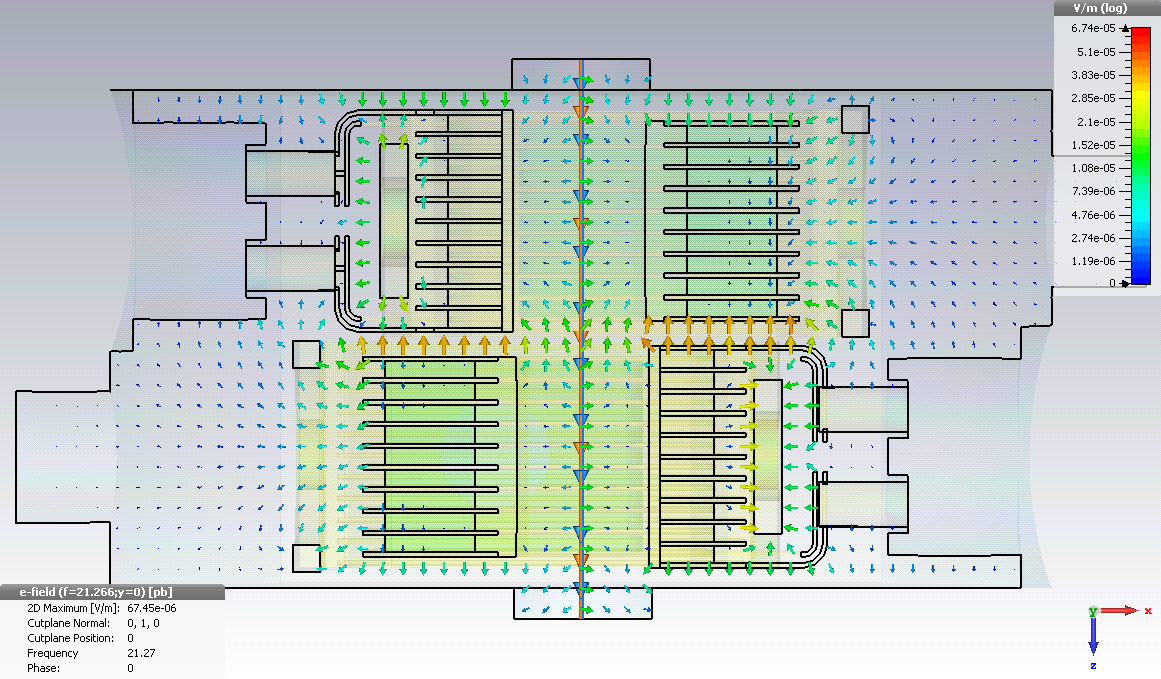 V/m (log)
6.74e-05
5.1e-05
3.83e-05
2.85e-05
2.1e-05
1.52e-05
1.08e-05
7.39e-06
4.76e-06
2.74e-06
1.19e-06
0
e-field (f=21.266;y=0) [pb]
2D Maximum [V/m]: 67.45e-06
Cutplane Normal: 0, 1, 0
Cutplane Position: 0
Frequency 21.27
Phase: 0
y x
z